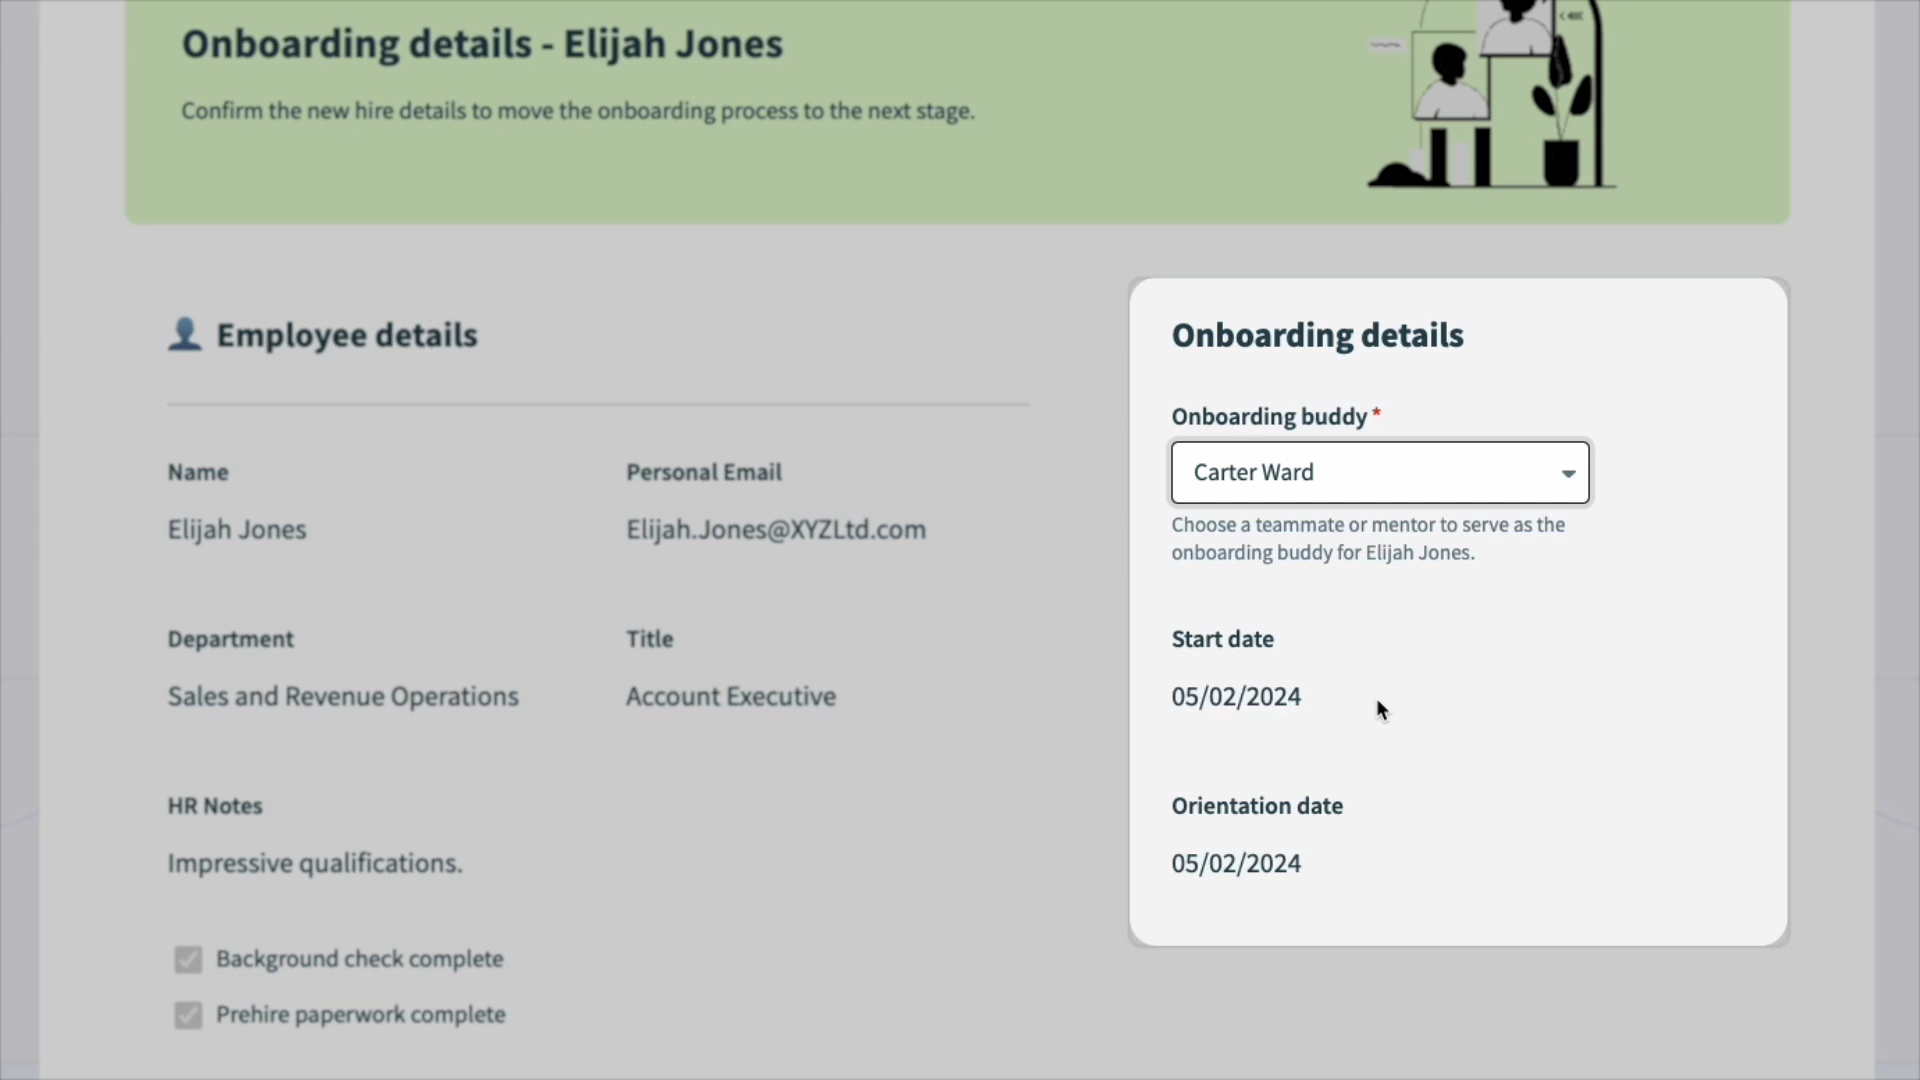 Onboarding details - Elijah Jones
Confirm the new hire details to move the onboarding process to the next stage.
Employee details
Name
Elijah Jones
Personal Email
Elijah.Jones@XYZLtd.com
Department
Sales and Revenue Operations
Title
Account Executive
HR Notes
Impressive qualifications.
Background check complete
Prehire paperwork complete
Onboarding details
Onboarding buddy *
Carter Ward
Choose a teammate or mentor to serve as the
onboarding buddy for Elijah Jones.
Start date
05/02/2024
Orientation date
05/02/2024